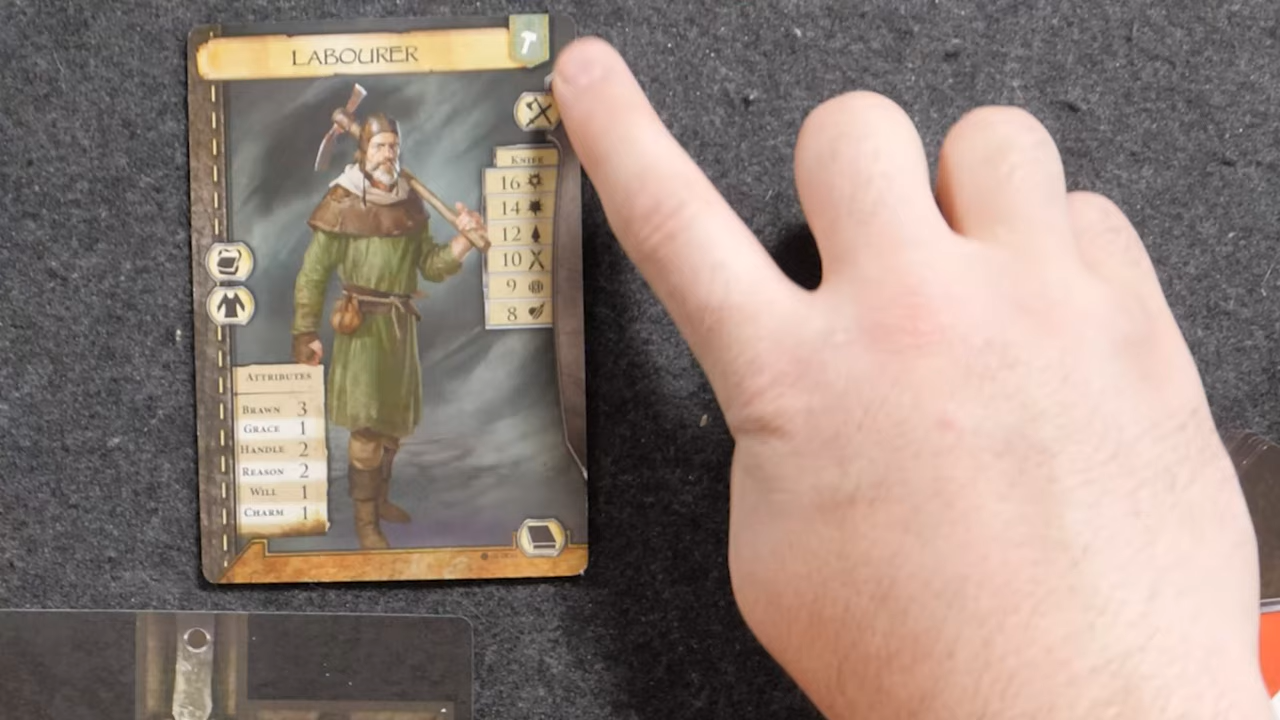 LABOURER
KNIFE
16
14
12
10
9
8
ATTRIBUTES
BRAWN 3
GRACE 1
HANDLE 2
REASON 2
WILL 1
CHARM 1